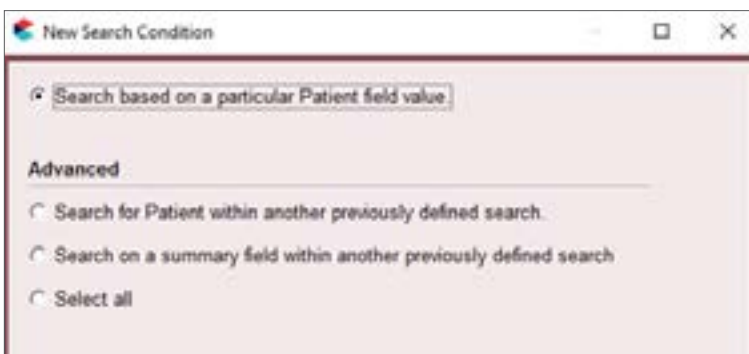 New Search Condition
Search based on a particular Patient field value.
Advanced
Search for Patient within another previously defined search.
Search on a summary field within another previously defined search
Select all